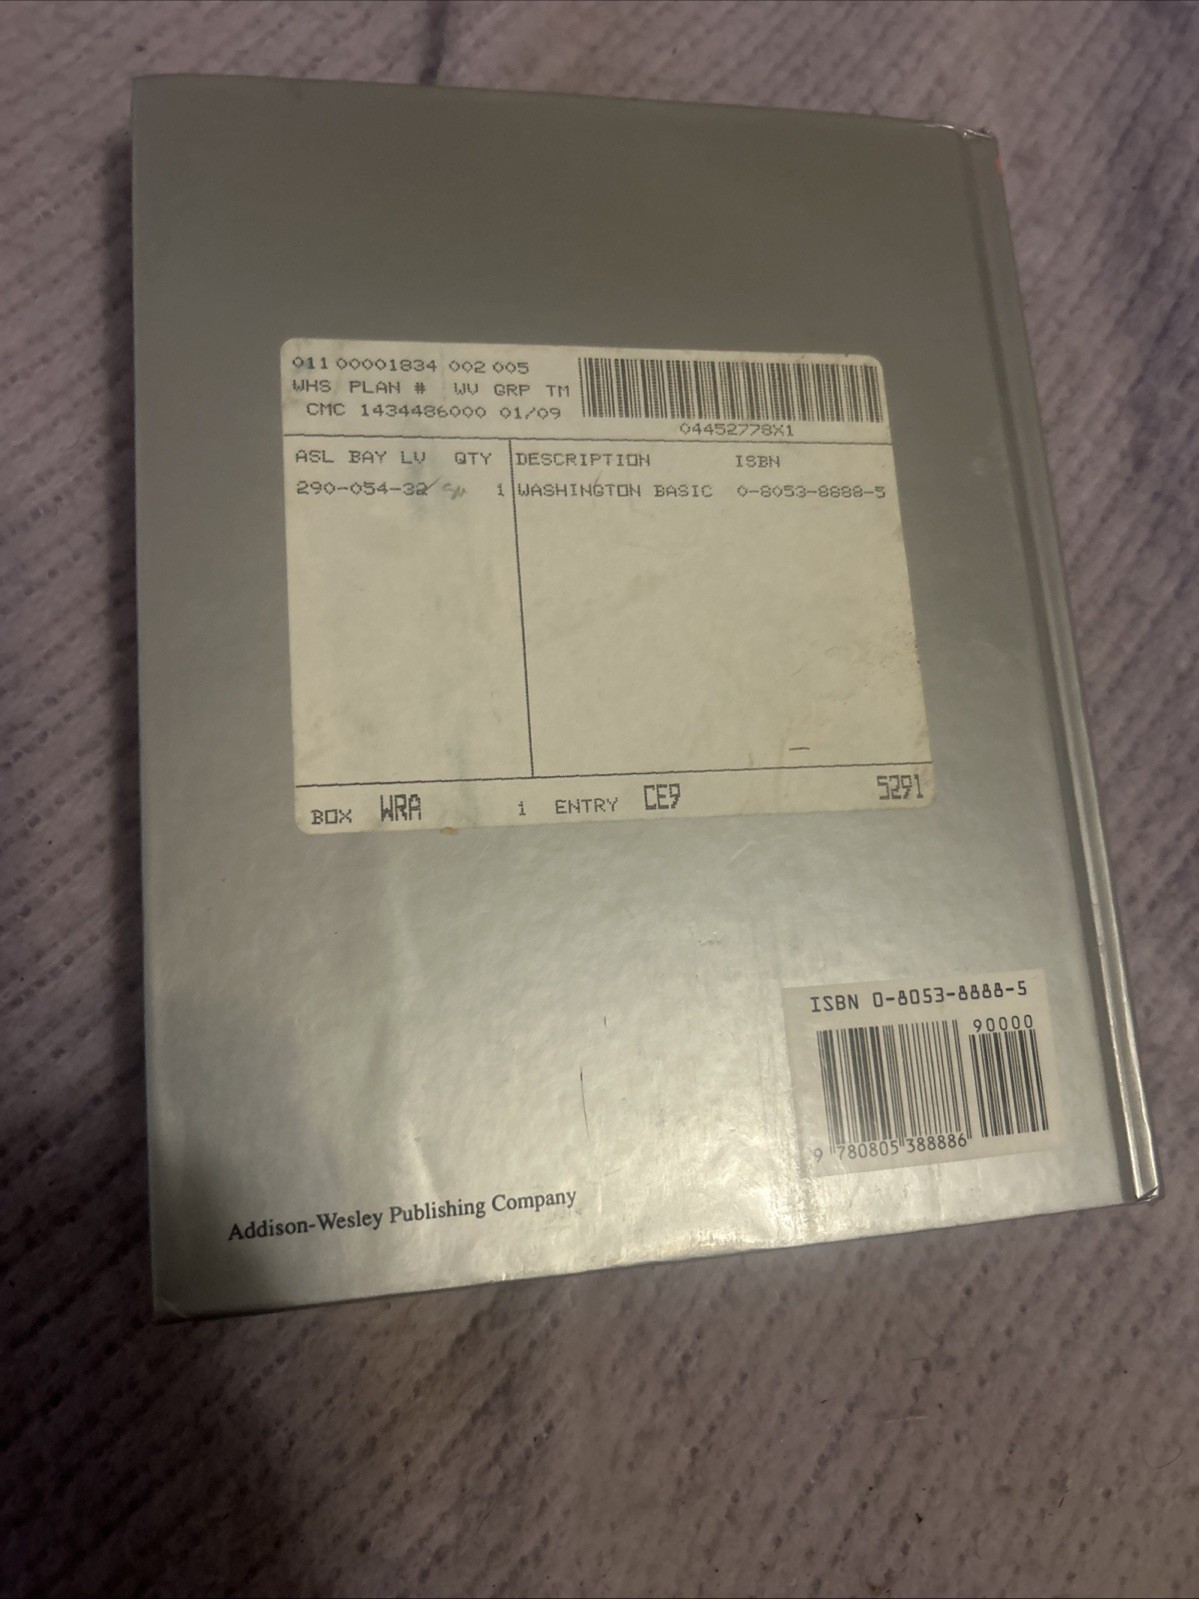 011 00001834 002 005
WHS PLAN # WV GRP TM
CMC 1434486000 01/09
04452778X1
ASL BAY LV QTY DESCRIPTION ISBN
290-054-32 1 WASHINGTON BASIC 0-8053-8888-5
BOX WRA 1 ENTRY CE9 5291
ISBN 0-8053-8888-5
90000
9 780805 388886
Addison-Wesley Publishing Company